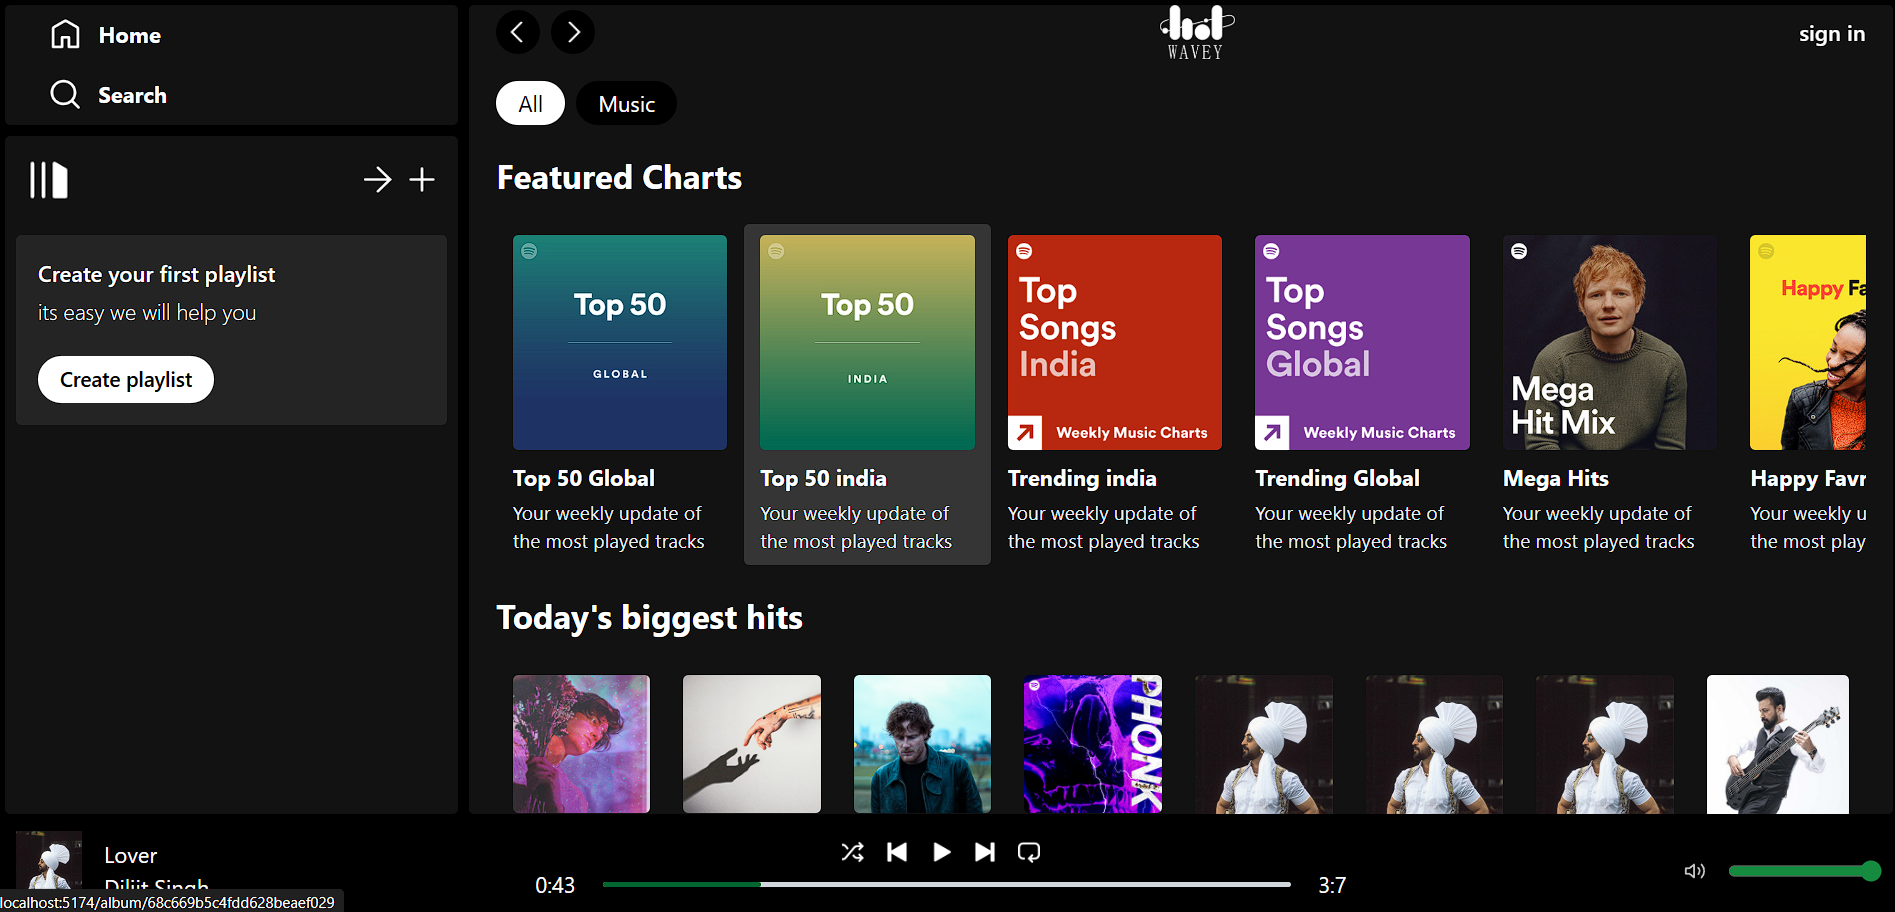 Home
Search
Create your first playlist
its easy we will help you
Create playlist
WAVEY
sign in
All
Music
Featured Charts
Top 50
GLOBAL
Top 50 Global
Your weekly update of
the most played tracks
Top 50
INDIA
Top 50 india
Your weekly update of
the most played tracks
Top
Songs
India
Weekly Music Charts
Trending india
Your weekly update of
the most played tracks
Top
Songs
Global
Weekly Music Charts
Trending Global
Your weekly update of
the most played tracks
Mega
Hit Mix
Mega Hits
Your weekly update of
the most played tracks
Happy Fa
Happy Favr
Your weekly u
the most play
Today's biggest hits
PHONK
Lover
Diljit Singh
0:43
3:7
localhost:5174/album/68c669b5c4fdd628beaef029